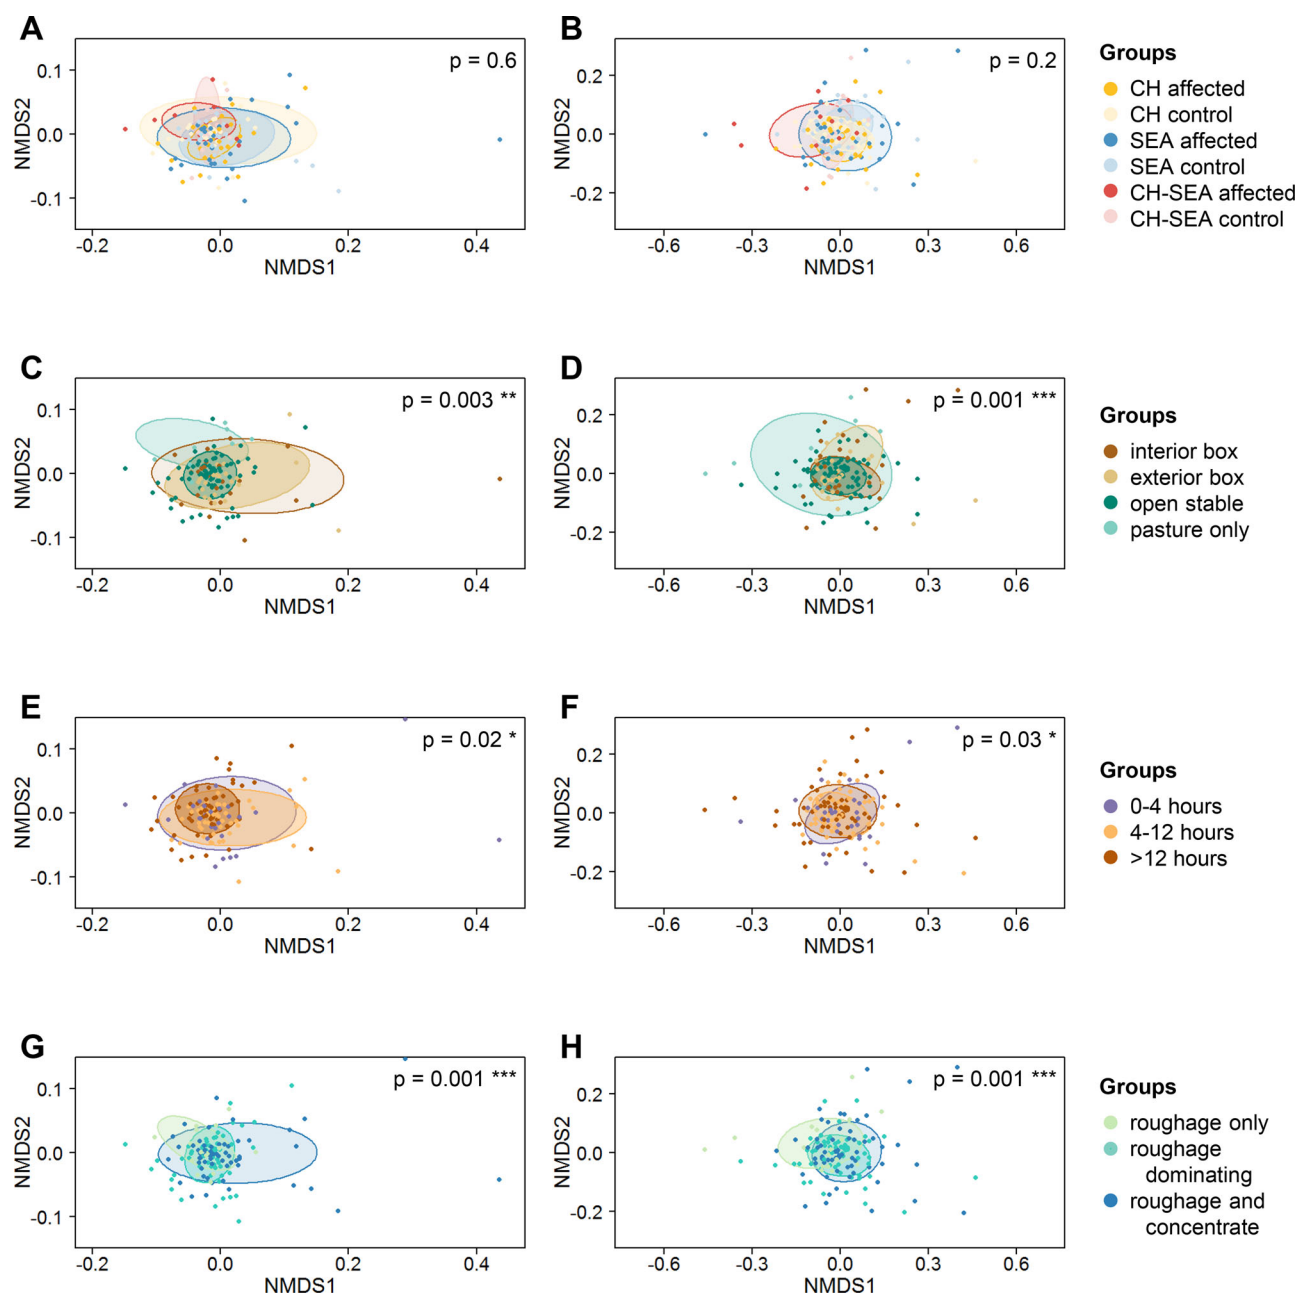 A
p = 0.6
0.1
0.0
-0.1
NMDS2
-0.2
0.0
0.2
0.4
NMDS1
B
p = 0.2
0.2
0.0
-0.2
NMDS2
-0.6
-0.3
0.0
0.3
0.6
NMDS1
Groups
CH affected
CH control
SEA affected
SEA control
CH-SEA affected
CH-SEA control
C
p = 0.003 **
0.1
0.0
-0.1
NMDS2
-0.2
0.0
0.2
0.4
NMDS1
D
p = 0.001 ***
0.2
0.0
-0.2
NMDS2
-0.6
-0.3
0.0
0.3
0.6
NMDS1
Groups
interior box
exterior box
open stable
pasture only
E
p = 0.02 *
0.1
0.0
-0.1
NMDS2
-0.2
0.0
0.2
0.4
NMDS1
F
p = 0.03 *
0.2
0.0
-0.2
NMDS2
-0.6
-0.3
0.0
0.3
0.6
NMDS1
Groups
0-4 hours
4-12 hours
>12 hours
G
p = 0.001 ***
0.1
0.0
-0.1
NMDS2
-0.2
0.0
0.2
0.4
NMDS1
H
p = 0.001 ***
0.2
0.0
-0.2
NMDS2
-0.6
-0.3
0.0
0.3
0.6
NMDS1
Groups
roughage only
roughage
dominating
roughage and
concentrate